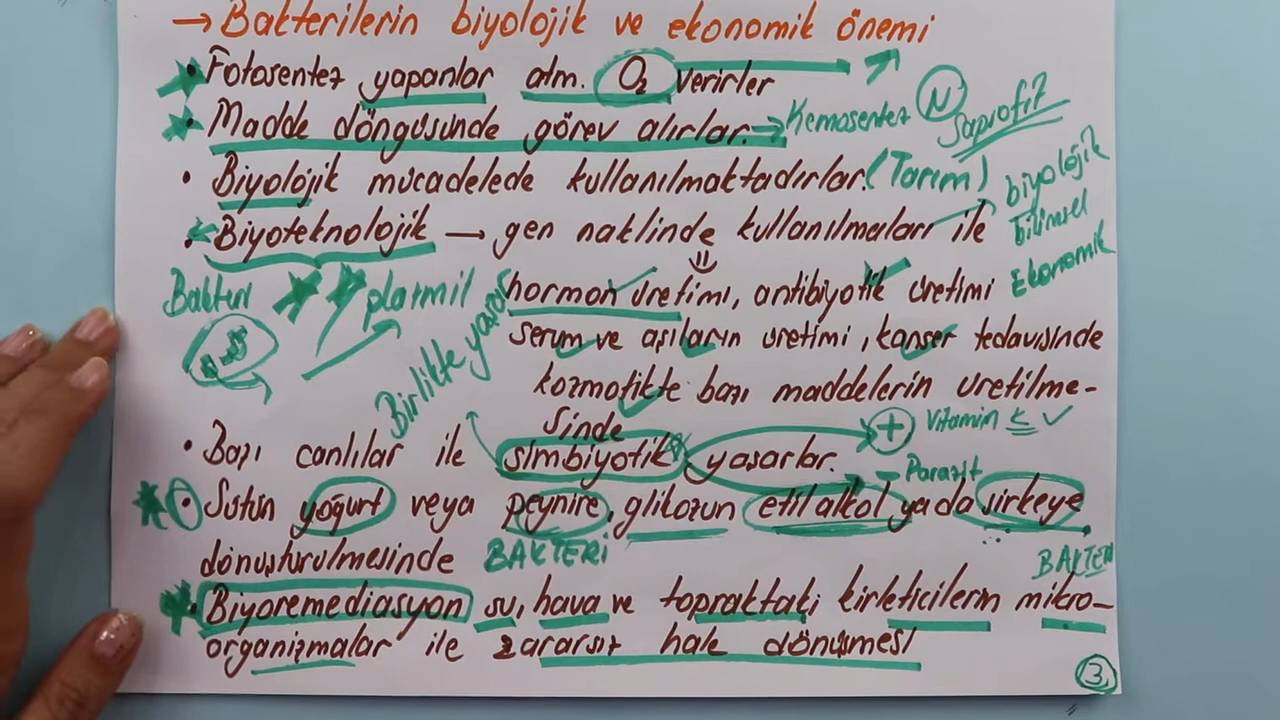 → Bakterilerin biyolojik ve ekonomik önemi
• Fotosentez yapanlar atm. O₂ verirler
• Madde döngüsünde görev alırlar. → Kemosentez N Saprofit
• Biyolojik mücadelede kullanılmaktadırlar. (Tarım)
biyolojik
bilimsel
Ekonomik
• Biyoteknolojik → gen naklinde kullanılmaları ile
Bakteri plazmit
hormon üretimi, antibiyotik üretimi
serum ve aşıların üretimi, kanser tedavisinde
kozmotikte bazı maddelerin üretilme-
sinde
Birlikte yaşar
+ Vitamin K ✓
• Bazı canlılar ile simbiyotik yaşarlar.
- Parazit
• Sütün yoğurt veya peynire, glikozun etil alkol ya da sirkeye
dönüştürülmesinde BAKTERİ
BAKTERİ
• Biyoremediasyon su, hava ve topraktaki kirleticilerin mikro-
organizmalar ile zararsız hale dönüşmesi
3